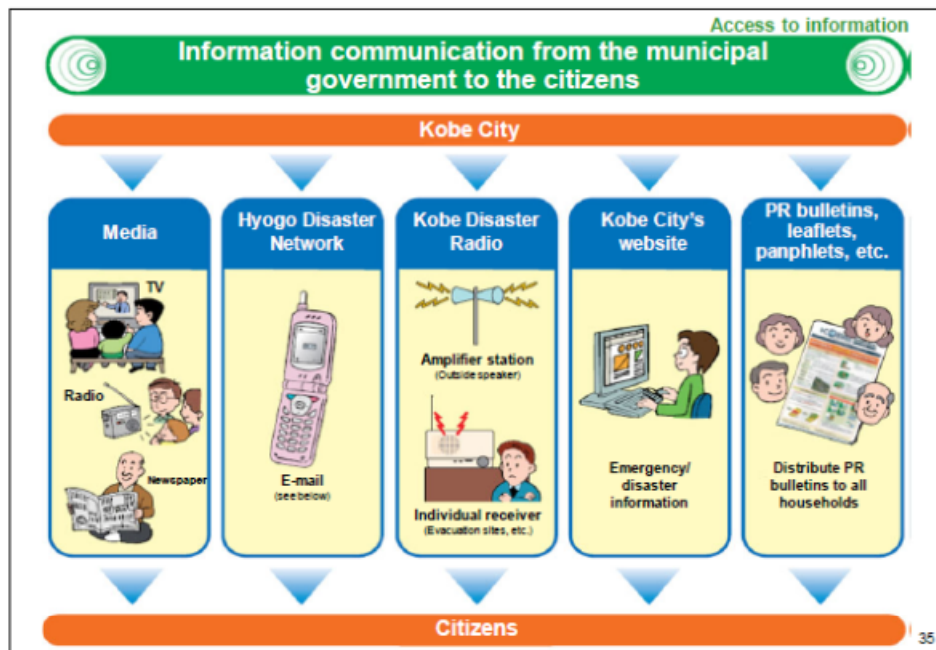 Access to information
Information communication from the municipal
government to the citizens
Kobe City
Media
TV
Radio
Newspaper
Hyogo Disaster
Network
E-mail
(see below)
Kobe Disaster
Radio
Amplifier station
(Outside speaker)
Individual receiver
(Evacuation sites, etc.)
Kobe City's
website
Emergency/
disaster
information
PR bulletins,
leaflets,
panphlets, etc.
Distribute PR
bulletins to all
households
Citizens
35